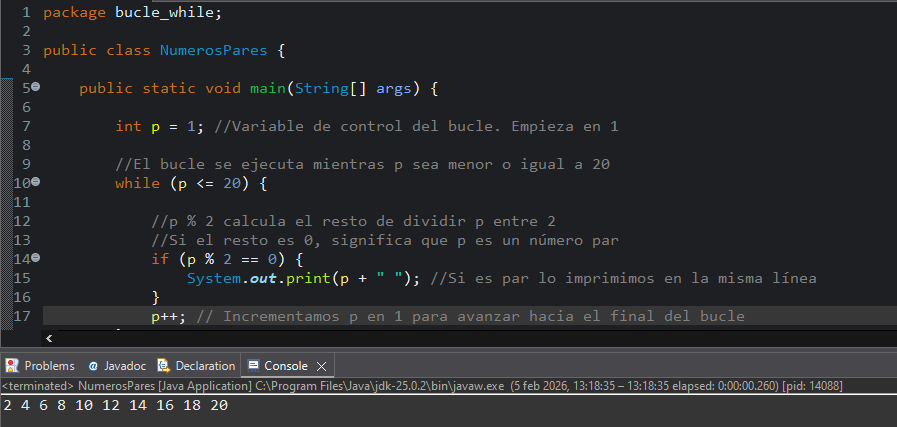 1 package bucle_while;
2
3 public class NumerosPares {
4
5 public static void main(String[] args) {
6
7 int p = 1; //Variable de control del bucle. Empieza en 1
8
9 //El bucle se ejecuta mientras p sea menor o igual a 20
10 while (p <= 20) {
11
12 //p % 2 calcula el resto de dividir p entre 2
13 //Si el resto es 0, significa que p es un número par
14 if (p % 2 == 0) {
15 System.out.print(p + " "); //Si es par lo imprimimos en la misma línea
16 }
17 p++; // Incrementamos p en 1 para avanzar hacia el final del bucle
Problems @ Javadoc Declaration Console
<terminated> NumerosPares [Java Application] C:\Program Files\Java\jdk-25.0.2\bin\javaw.exe (5 feb 2026, 13:18:35 – 13:18:35 elapsed: 0:00:00.260) [pid: 14088]
2 4 6 8 10 12 14 16 18 20